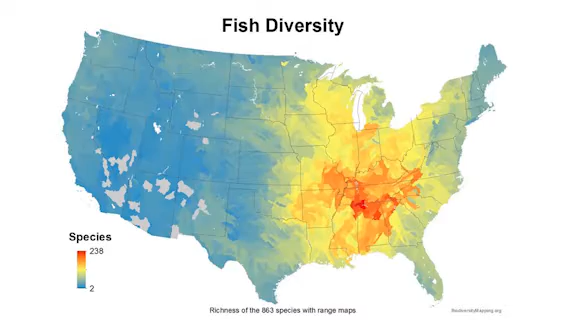 Fish Diversity
Species
238
2
Richness of the 863 species with range maps
BiodiversityMapping.org